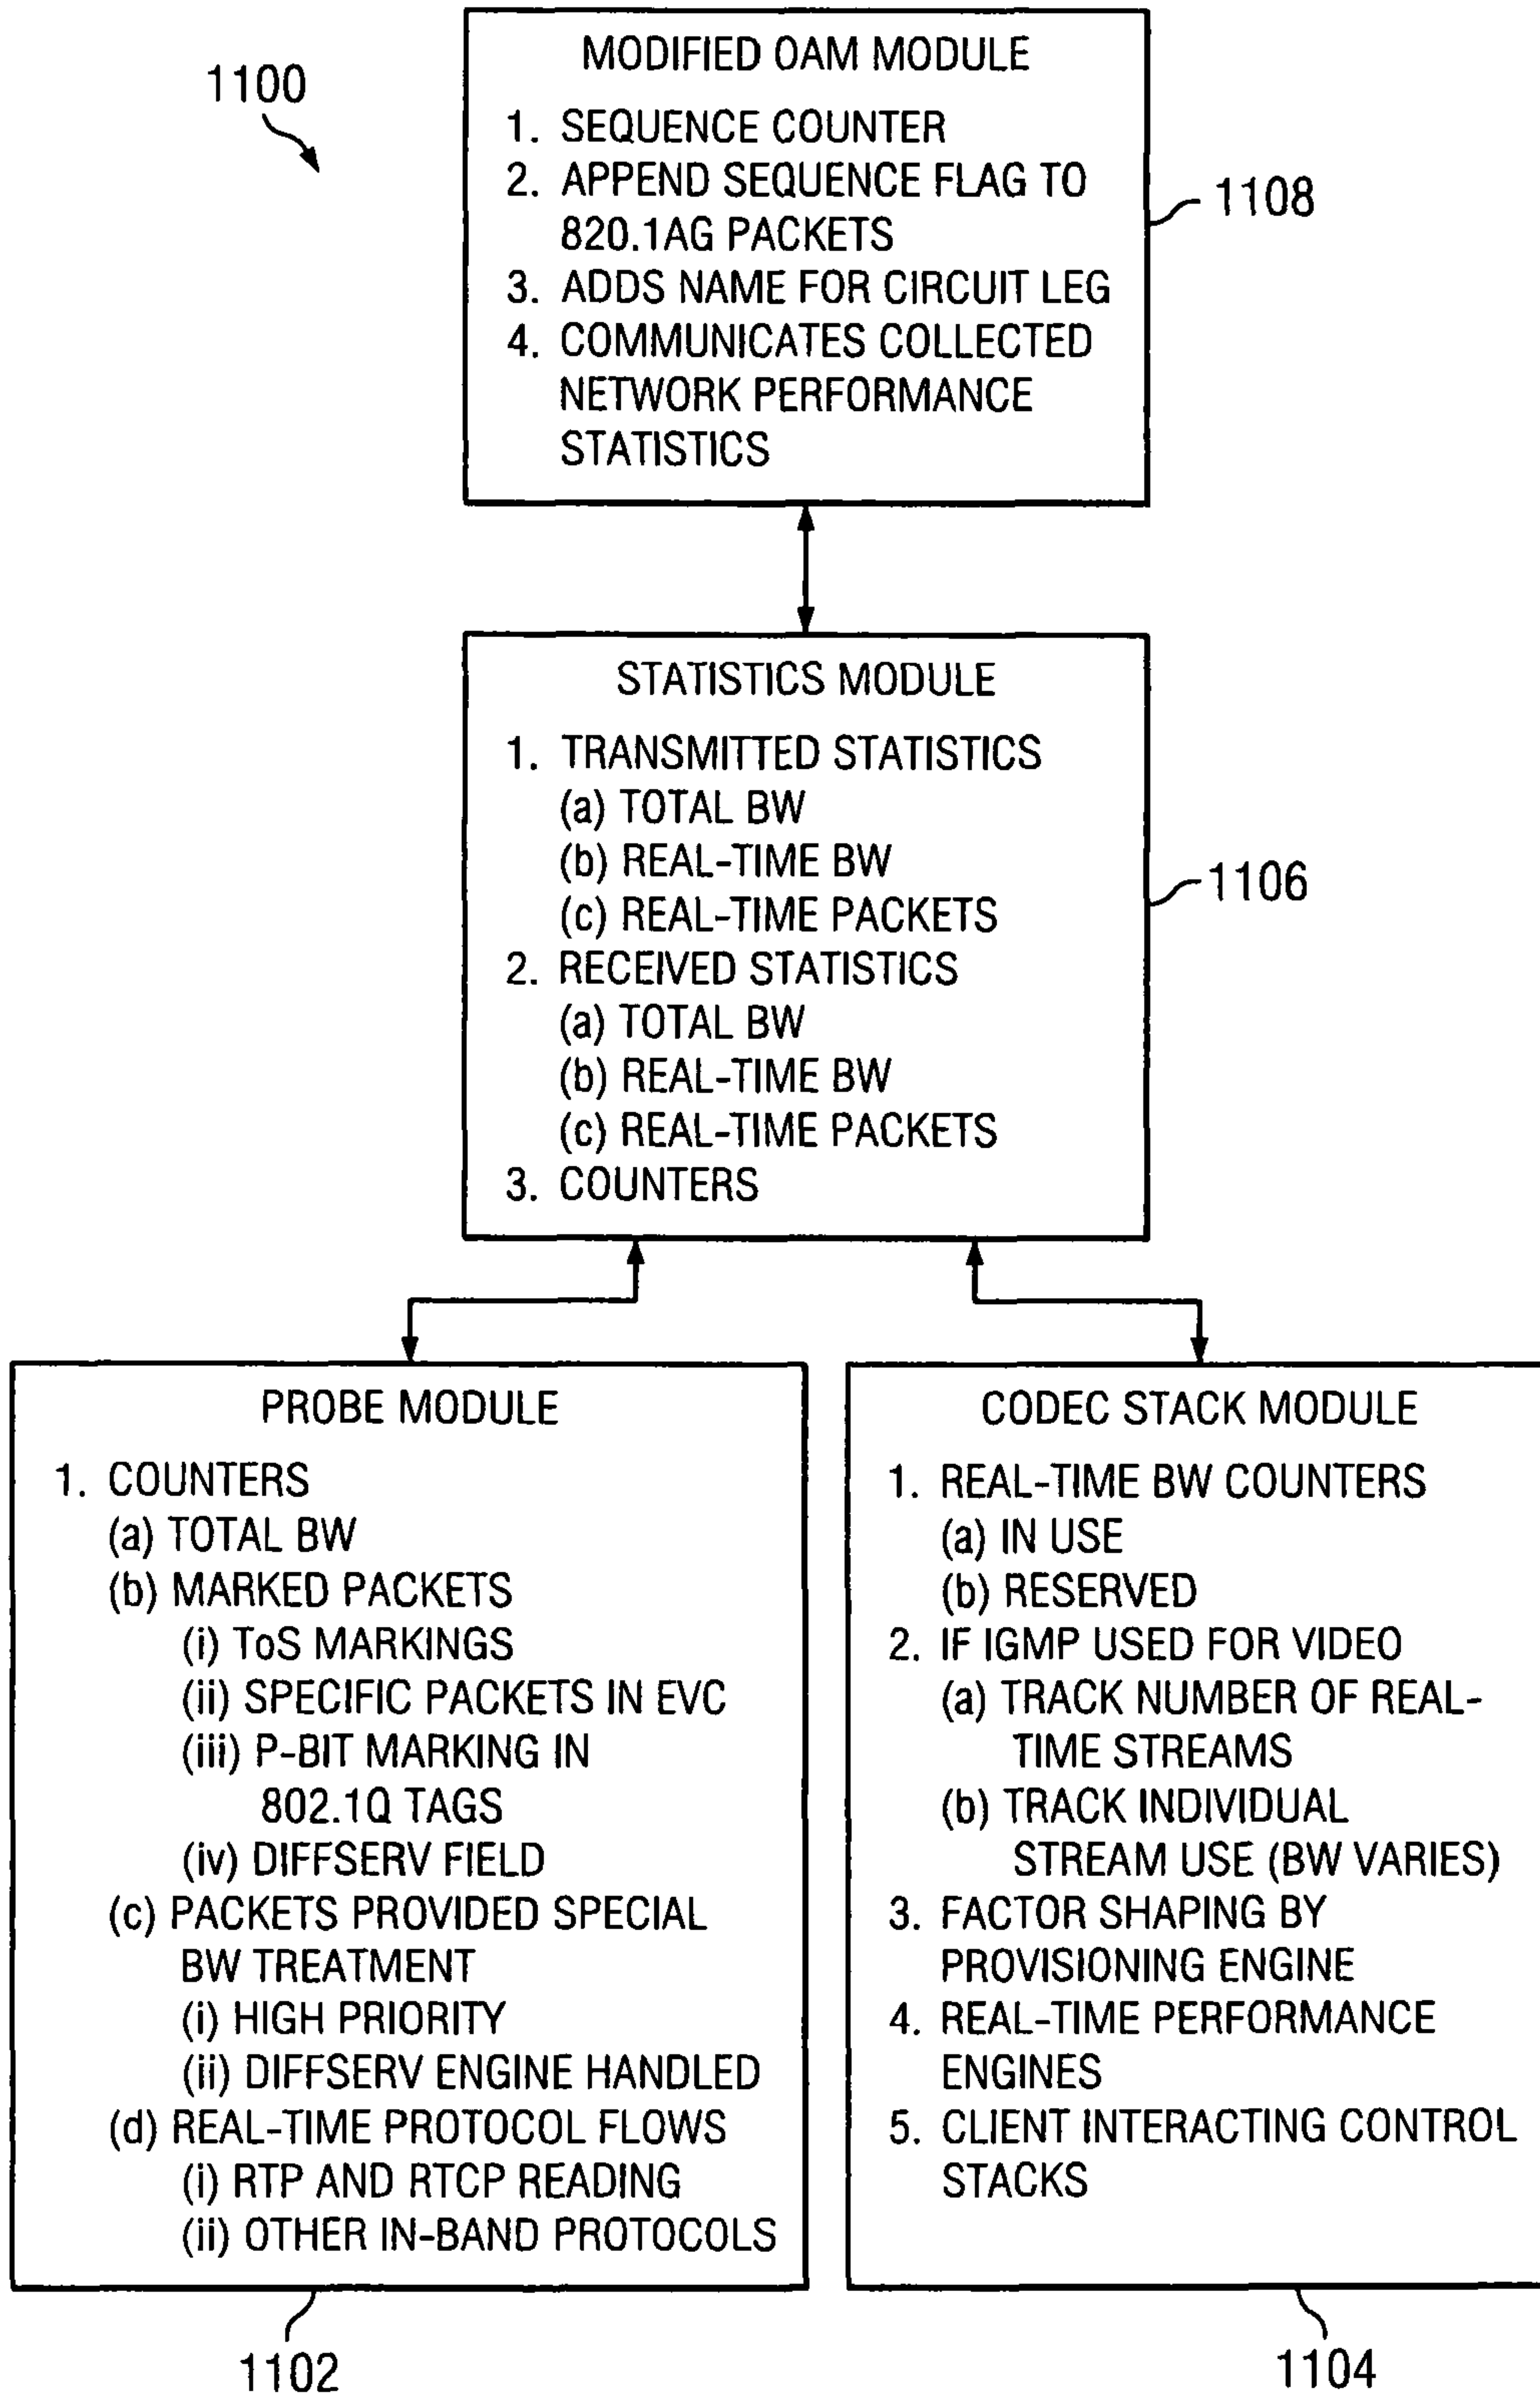 1100
MODIFIED OAM MODULE
1. SEQUENCE COUNTER
2. APPEND SEQUENCE FLAG TO
820.1AG PACKETS
3. ADDS NAME FOR CIRCUIT LEG
4. COMMUNICATES COLLECTED
NETWORK PERFORMANCE
STATISTICS
1108
STATISTICS MODULE
1. TRANSMITTED STATISTICS
(a) TOTAL BW
(b) REAL-TIME BW
(c) REAL-TIME PACKETS
2. RECEIVED STATISTICS
(a) TOTAL BW
(b) REAL-TIME BW
(c) REAL-TIME PACKETS
3. COUNTERS
1106
PROBE MODULE
1. COUNTERS
(a) TOTAL BW
(b) MARKED PACKETS
(i) ToS MARKINGS
(ii) SPECIFIC PACKETS IN EVC
(iii) P-BIT MARKING IN
802.1Q TAGS
(iv) DIFFSERV FIELD
(c) PACKETS PROVIDED SPECIAL
BW TREATMENT
(i) HIGH PRIORITY
(ii) DIFFSERV ENGINE HANDLED
(d) REAL-TIME PROTOCOL FLOWS
(i) RTP AND RTCP READING
(ii) OTHER IN-BAND PROTOCOLS
1102
CODEC STACK MODULE
1. REAL-TIME BW COUNTERS
(a) IN USE
(b) RESERVED
2. IF IGMP USED FOR VIDEO
(a) TRACK NUMBER OF REAL-
TIME STREAMS
(b) TRACK INDIVIDUAL
STREAM USE (BW VARIES)
3. FACTOR SHAPING BY
PROVISIONING ENGINE
4. REAL-TIME PERFORMANCE
ENGINES
5. CLIENT INTERACTING CONTROL
STACKS
1104